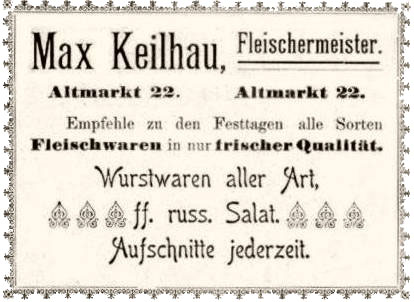 Max Keilhau, Fleischermeister.
Altmarkt 22. Altmarkt 22.
Empfehle zu den Festtagen alle Sorten
Fleischwaren in nur frischer Qualität.
Wurstwaren aller Art,
ff. russ. Salat.
Aufschnitte jederzeit.